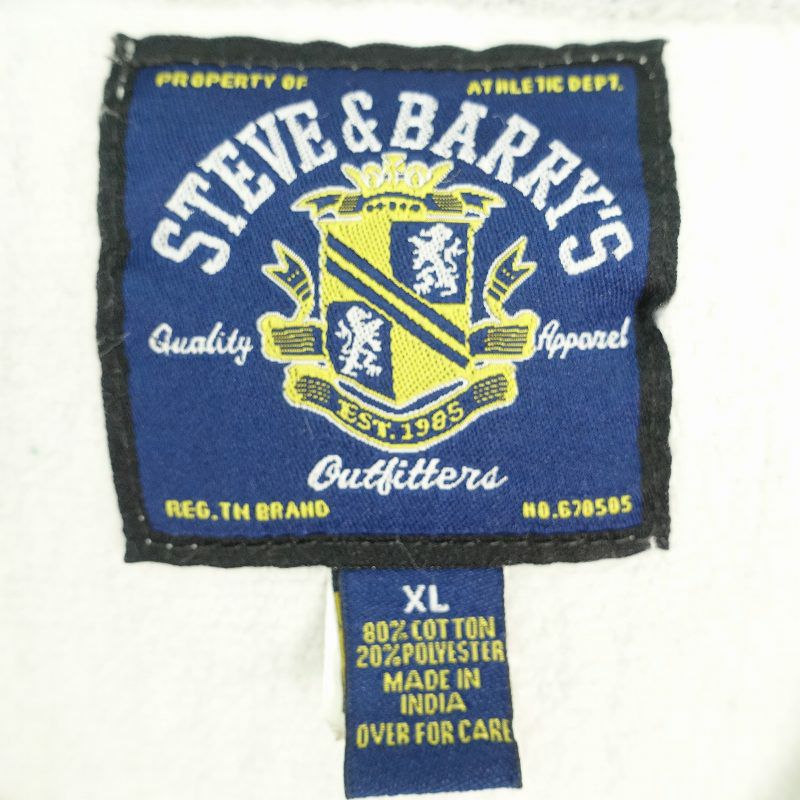 PROPERTY OF ATHLETIC DEPT.
STEVE & BARRY'S
Quality Apparel
EST. 1985
Outfitters
REG. TM BRAND NO. 670505
XL
80% COTTON
20% POLYESTER
MADE IN
INDIA
OVER FOR CARE